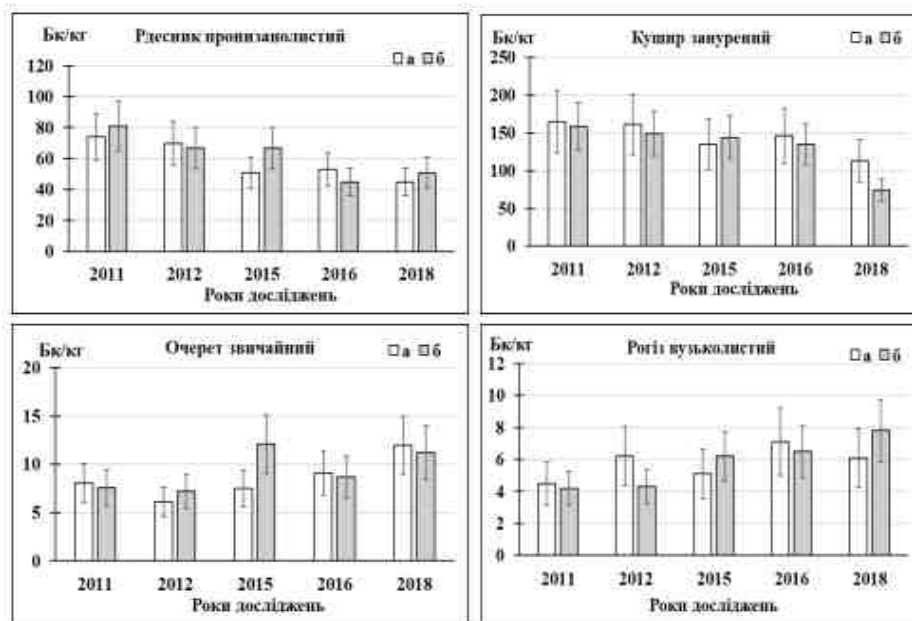 Бк/кг
Рдесник пронизанолистий
а б
120
100
80
60
40
20
0
2011 2012 2015 2016 2018
Роки досліджень
Бк/кг
Кушир занурений
а б
250
200
150
100
50
0
2011 2012 2015 2016 2018
Роки досліджень
Бк/кг
Очерет звичайний
а б
20
15
10
5
0
2011 2012 2015 2016 2018
Роки досліджень
Бк/кг
Рогіз вузьколистий
а б
12
10
8
6
4
2
0
2011 2012 2015 2016 2018
Роки досліджень